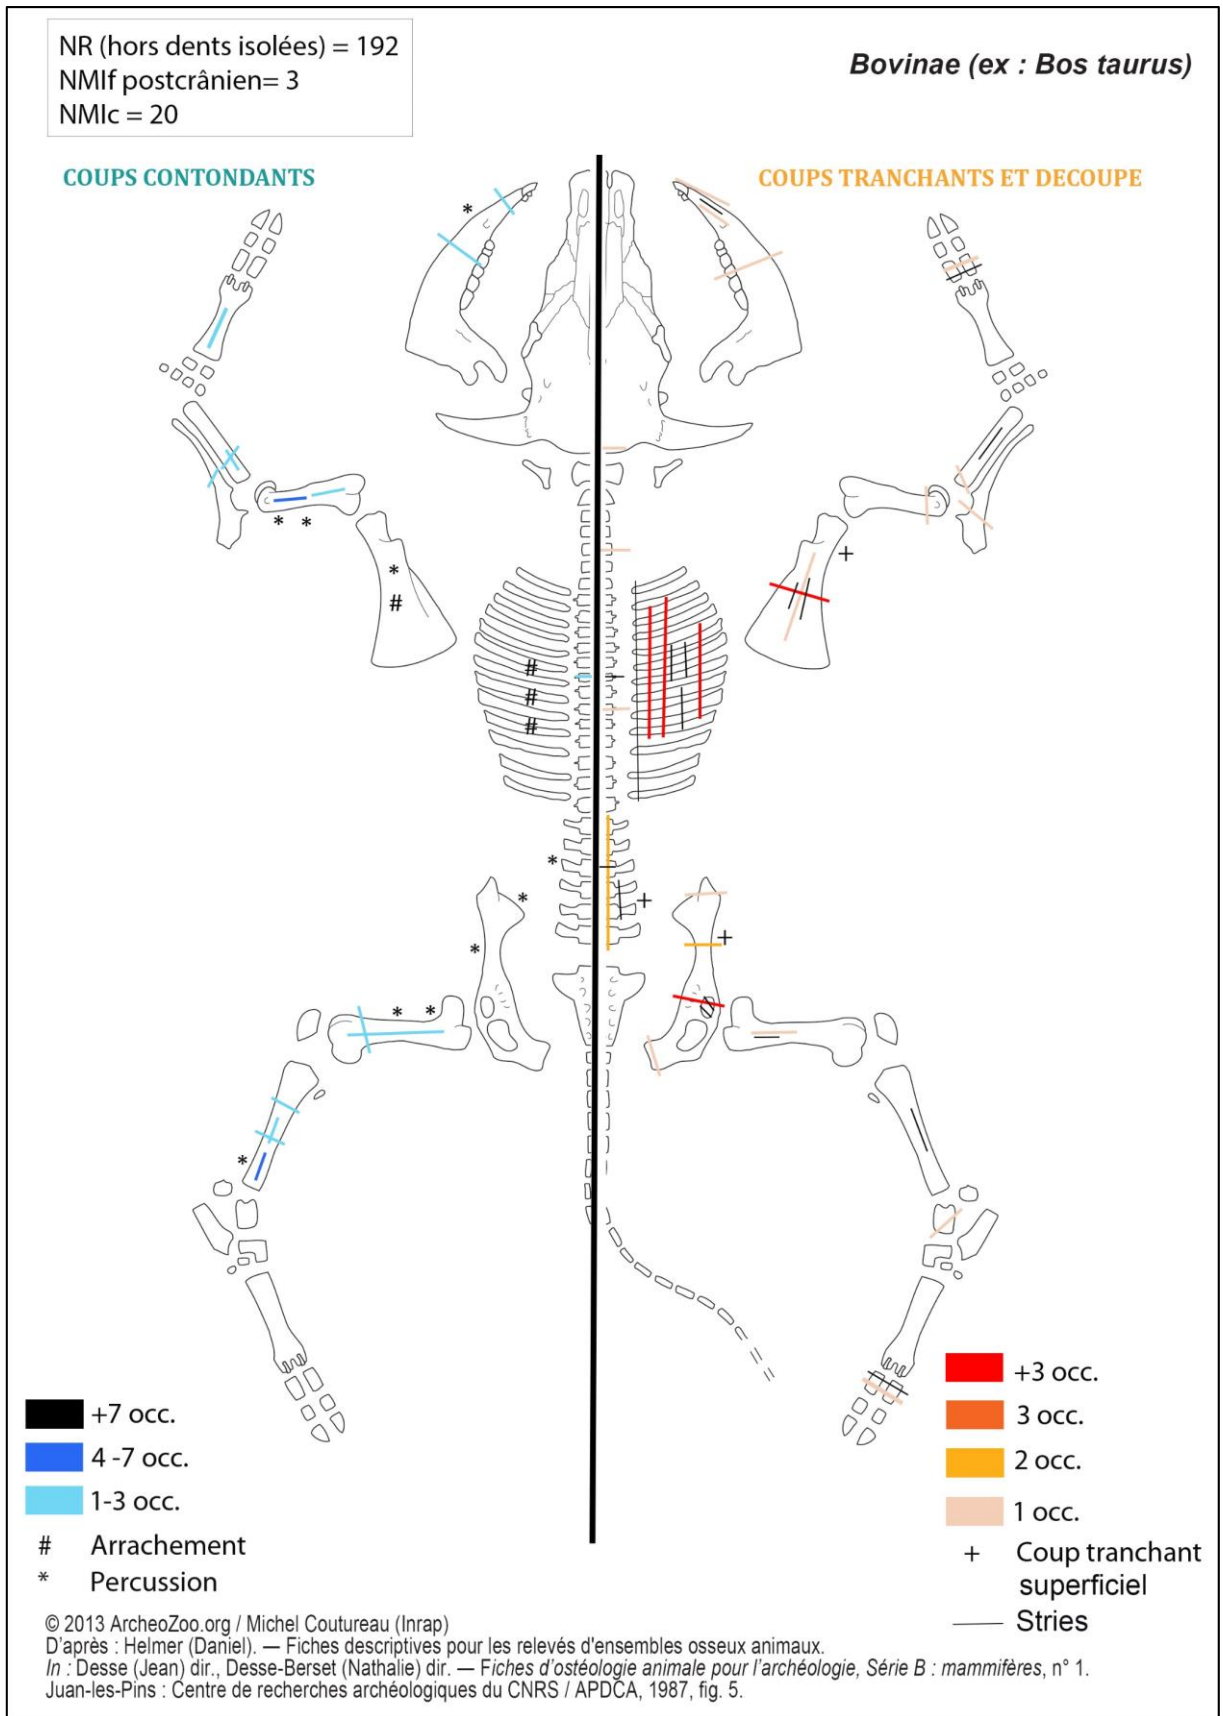 NR (hors dents isolées) = 192
NMIf postcrânien= 3
NMIc = 20
Bovinae (ex : Bos taurus)
COUPS CONTONDANTS
COUPS TRANCHANTS ET DECOUPE
+7 occ.
4 -7 occ.
1-3 occ.
# Arrachement
* Percussion
+3 occ.
3 occ.
2 occ.
1 occ.
+ Coup tranchant
superficiel
Stries
© 2013 ArcheoZoo.org / Michel Coutureau (Inrap)
D'après : Helmer (Daniel). — Fiches descriptives pour les relevés d'ensembles osseux animaux.
In : Desse (Jean) dir., Desse-Berset (Nathalie) dir. — Fiches d'ostéologie animale pour l'archéologie, Série B : mammifères, n° 1.
Juan-les-Pins : Centre de recherches archéologiques du CNRS / APDCA, 1987, fig. 5.